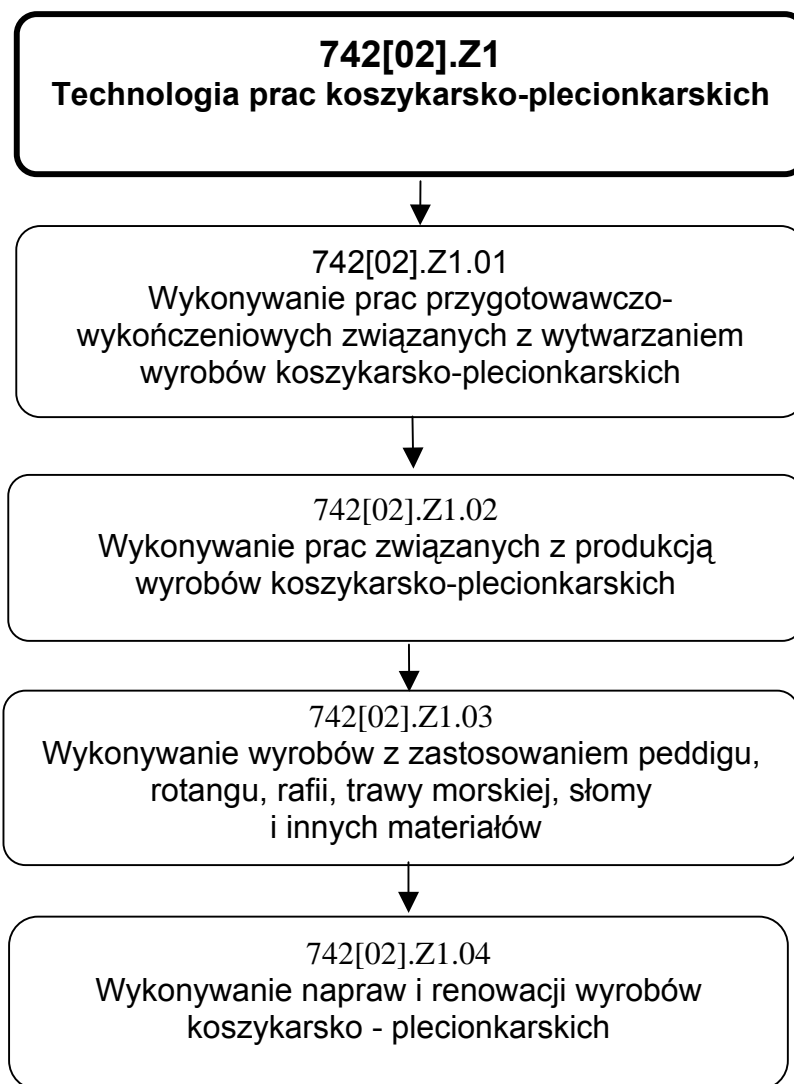 742[02].Z1
Technologia prac koszykarsko-plecionkarskich
742[02].Z1.01
Wykonywanie prac przygotowawczo-
wykończeniowych związanych z wytwarzaniem
wyrobów koszykarsko-plecionkarskich
742[02].Z1.02
Wykonywanie prac związanych z produkcją
wyrobów koszykarsko-plecionkarskich
742[02].Z1.03
Wykonywanie wyrobów z zastosowaniem peddigu,
rotangu, rafii, trawy morskiej, słomy
i innych materiałów
742[02].Z1.04
Wykonywanie napraw i renowacji wyrobów
koszykarsko - plecionkarskich